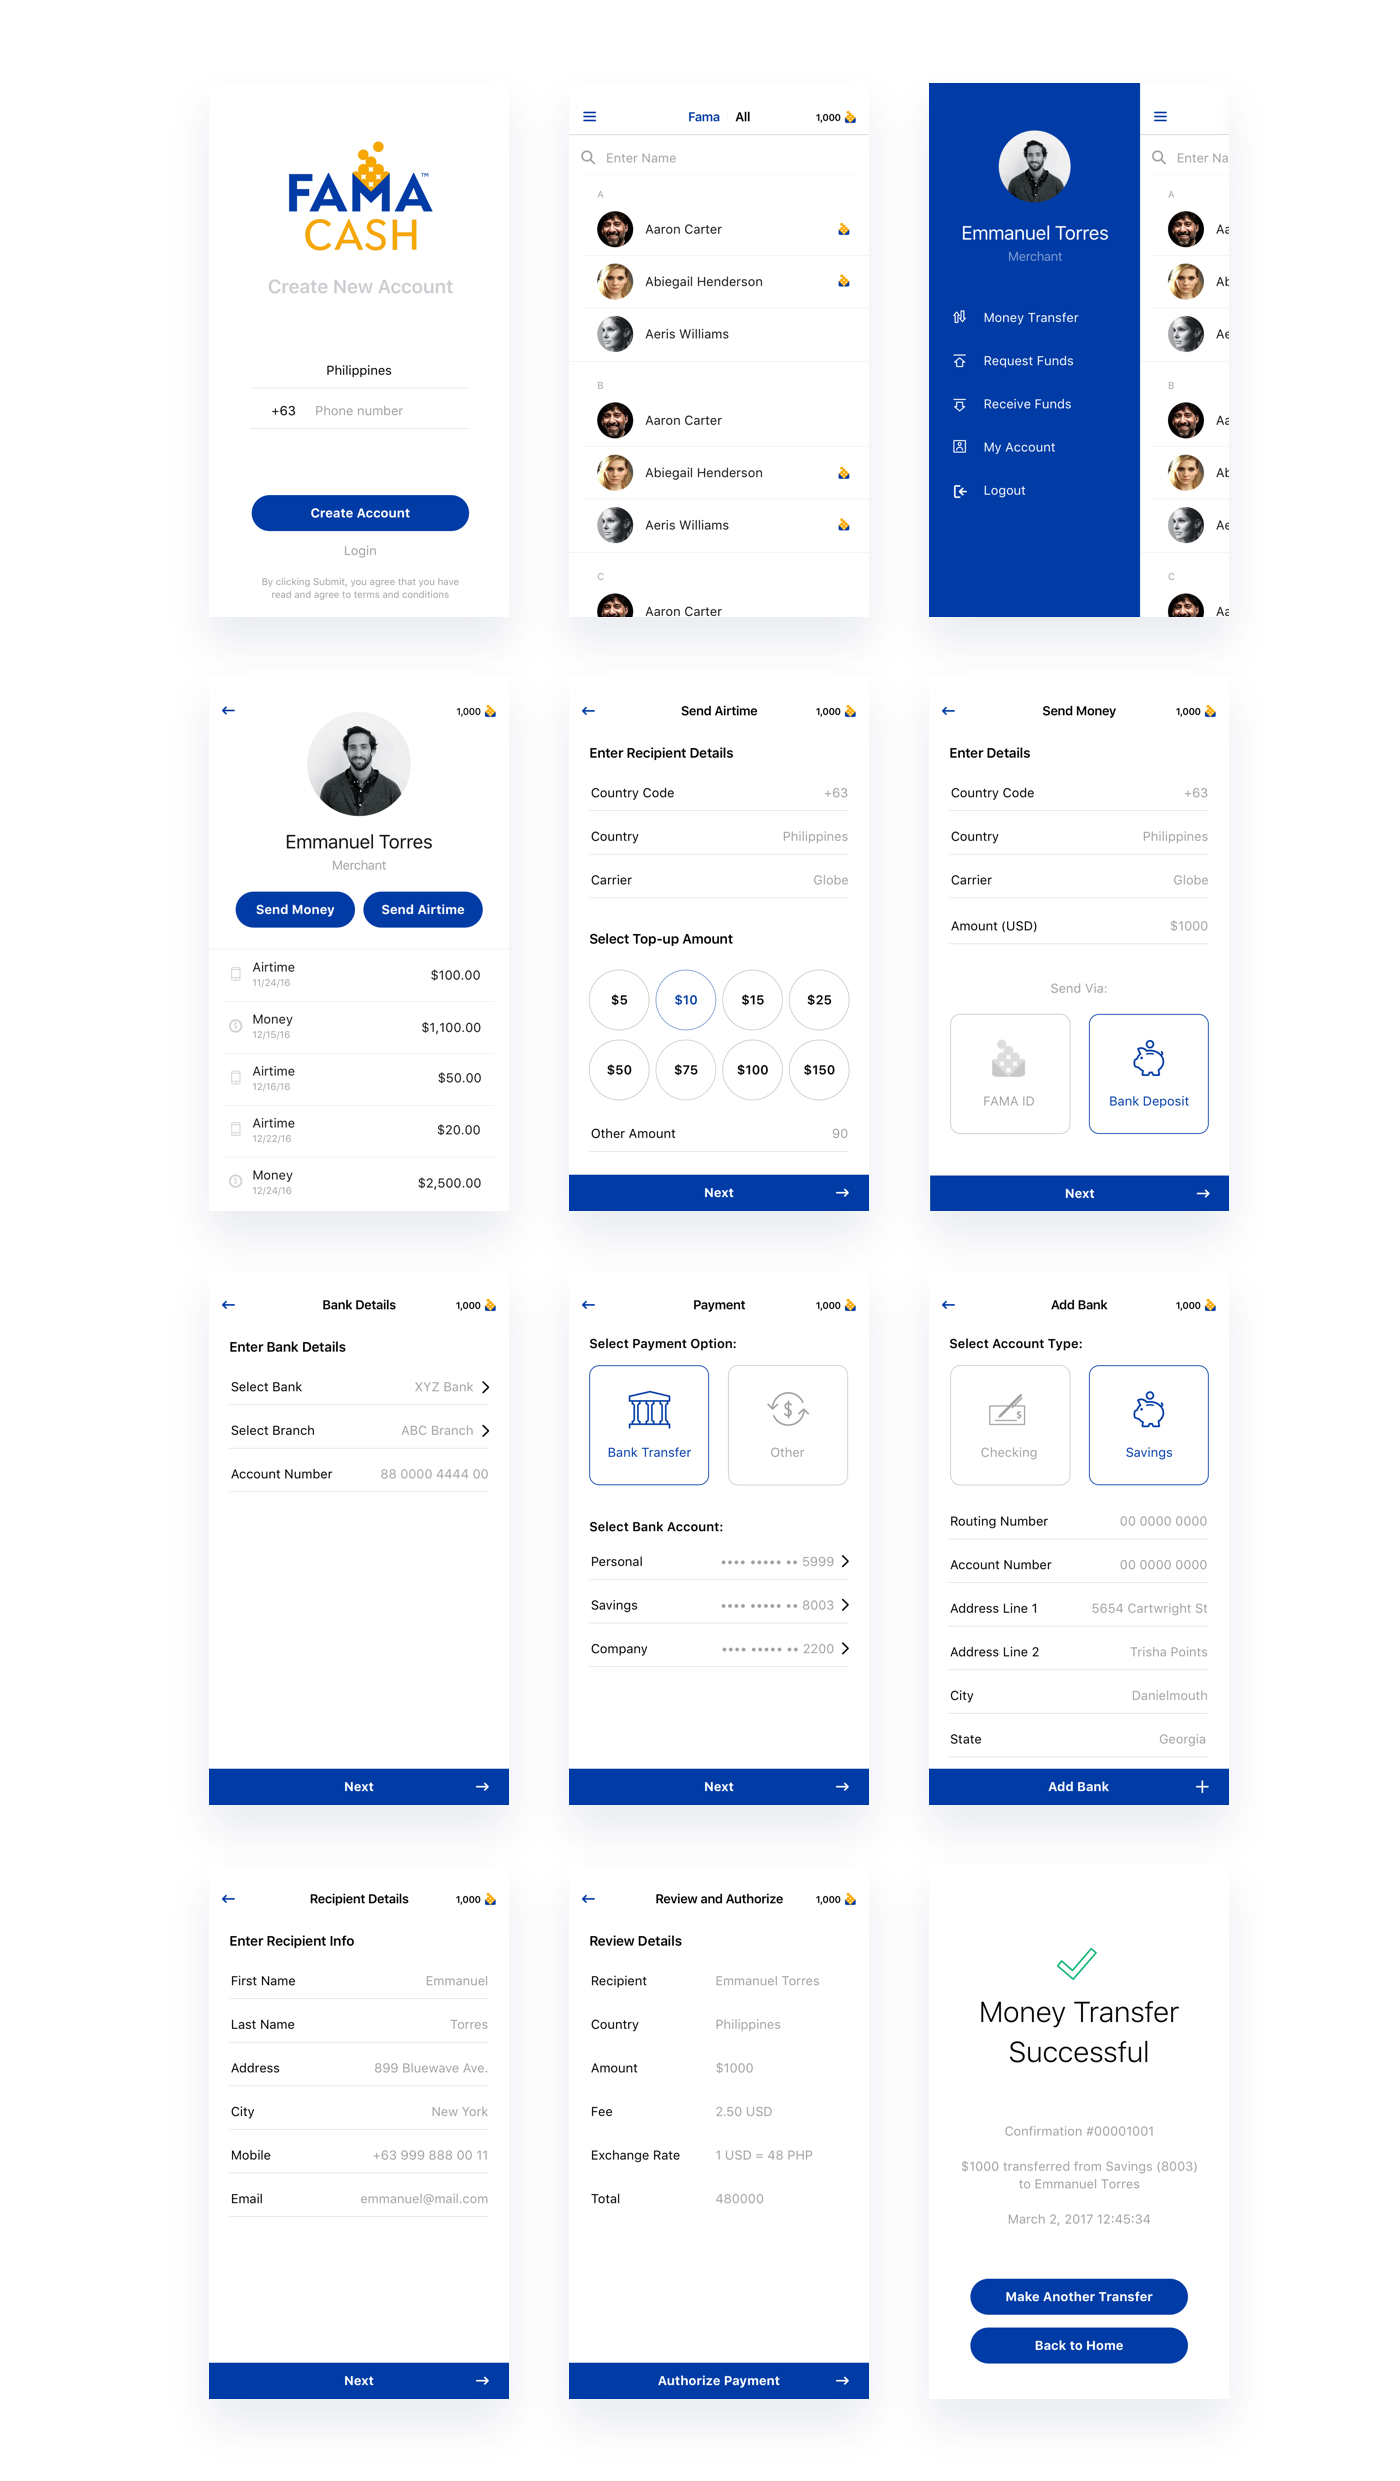 FAMA™
CASH
Create New Account
Philippines
+63 Phone number
Create Account
Login
By clicking Submit, you agree that you have
read and agree to terms and conditions
Fama All 1,000
Enter Name
A
Aaron Carter
Abiegail Henderson
Aeris Williams
B
Aaron Carter
Abiegail Henderson
Aeris Williams
C
Aaron Carter
Emmanuel Torres
Merchant
Money Transfer
Request Funds
Receive Funds
My Account
Logout
Enter Na
A
Aa
Ab
Ae
B
Aa
Ab
Ae
C
Aa
1,000
Emmanuel Torres
Merchant
Send Money Send Airtime
Airtime
11/24/16
$100.00
Money
12/15/16
$1,100.00
Airtime
12/16/16
$50.00
Airtime
12/22/16
$20.00
Money
12/24/16
$2,500.00
Send Airtime 1,000
Enter Recipient Details
Country Code +63
Country Philippines
Carrier Globe
Select Top-up Amount
$5 $10 $15 $25
$50 $75 $100 $150
Other Amount 90
Next
Send Money 1,000
Enter Details
Country Code +63
Country Philippines
Carrier Globe
Amount (USD) $1000
Send Via:
FAMA ID Bank Deposit
Next
Bank Details 1,000
Enter Bank Details
Select Bank XYZ Bank
Select Branch ABC Branch
Account Number 88 0000 4444 00
Next
Payment 1,000
Select Payment Option:
Bank Transfer Other
Select Bank Account:
Personal •••• ••••• •• 5999
Savings •••• ••••• •• 8003
Company •••• ••••• •• 2200
Next
Add Bank 1,000
Select Account Type:
Checking Savings
Routing Number 00 0000 0000
Account Number 00 0000 0000
Address Line 1 5654 Cartwright St
Address Line 2 Trisha Points
City Danielmouth
State Georgia
Add Bank
Recipient Details 1,000
Enter Recipient Info
First Name Emmanuel
Last Name Torres
Address 899 Bluewave Ave.
City New York
Mobile +63 999 888 00 11
Email emmanuel@mail.com
Next
Review and Authorize 1,000
Review Details
Recipient Emmanuel Torres
Country Philippines
Amount $1000
Fee 2.50 USD
Exchange Rate 1 USD = 48 PHP
Total 480000
Authorize Payment
Money Transfer
Successful
Confirmation #00001001
$1000 transferred from Savings (8003)
to Emmanuel Torres
March 2, 2017 12:45:34
Make Another Transfer
Back to Home